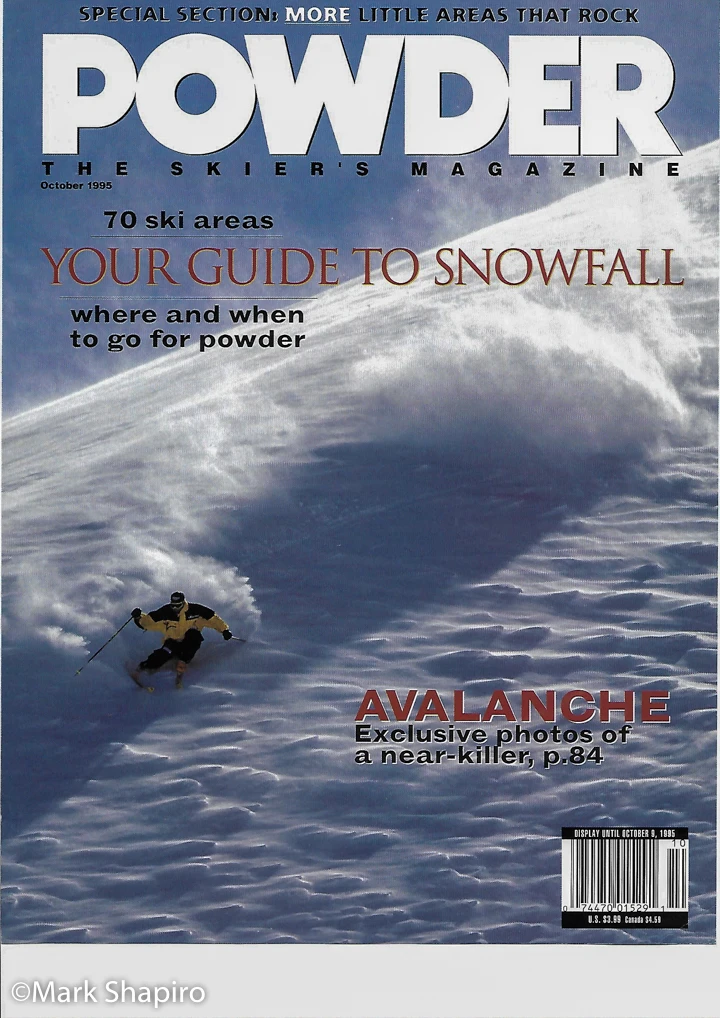 SPECIAL SECTION: MORE LITTLE AREAS THAT ROCK
POWDER
THE SKIER'S MAGAZINE
October 1995
70 ski areas
YOUR GUIDE TO SNOWFALL
where and when
to go for powder
AVALANCHE
Exclusive photos of
a near-killer, p.84
DISPLAY UNTIL OCTOBER 9, 1995
10
0 74470 01529 1
U.S. $3.99 Canada $4.59
©Mark Shapiro